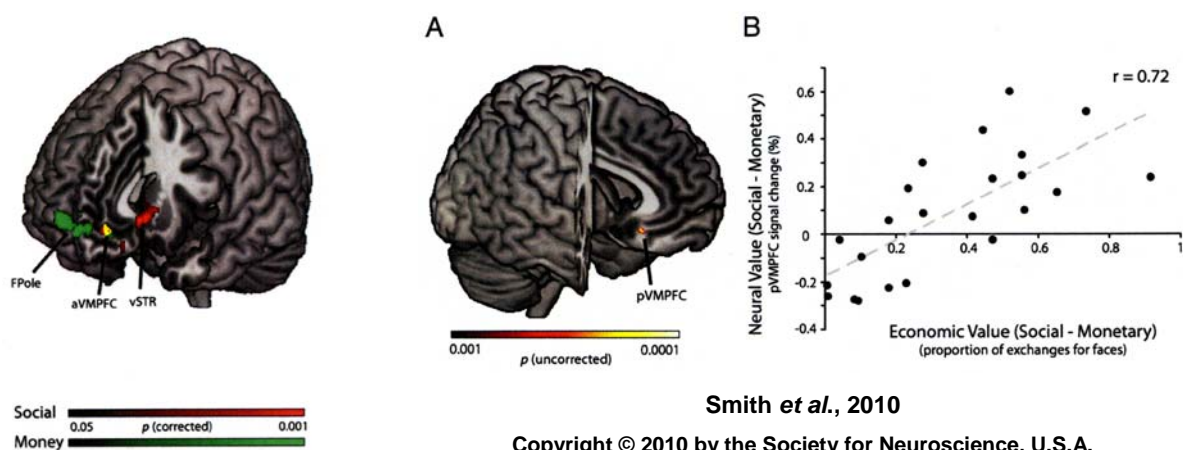 FPole
aVMPFC
vSTR
Social
0.05 p (corrected) 0.001
Money
A
pVMPFC
0.001 0.0001
p (uncorrected)
B
r = 0.72
Neural Value (Social - Monetary)
pVMPFC signal change (%)
0.6
0.4
0.2
0
-0.2
-0.4
0.2 0.4 0.6 0.8 1
Economic Value (Social - Monetary)
(proportion of exchanges for faces)
Smith et al., 2010
Copyright © 2010 by the Society for Neuroscience, U.S.A.